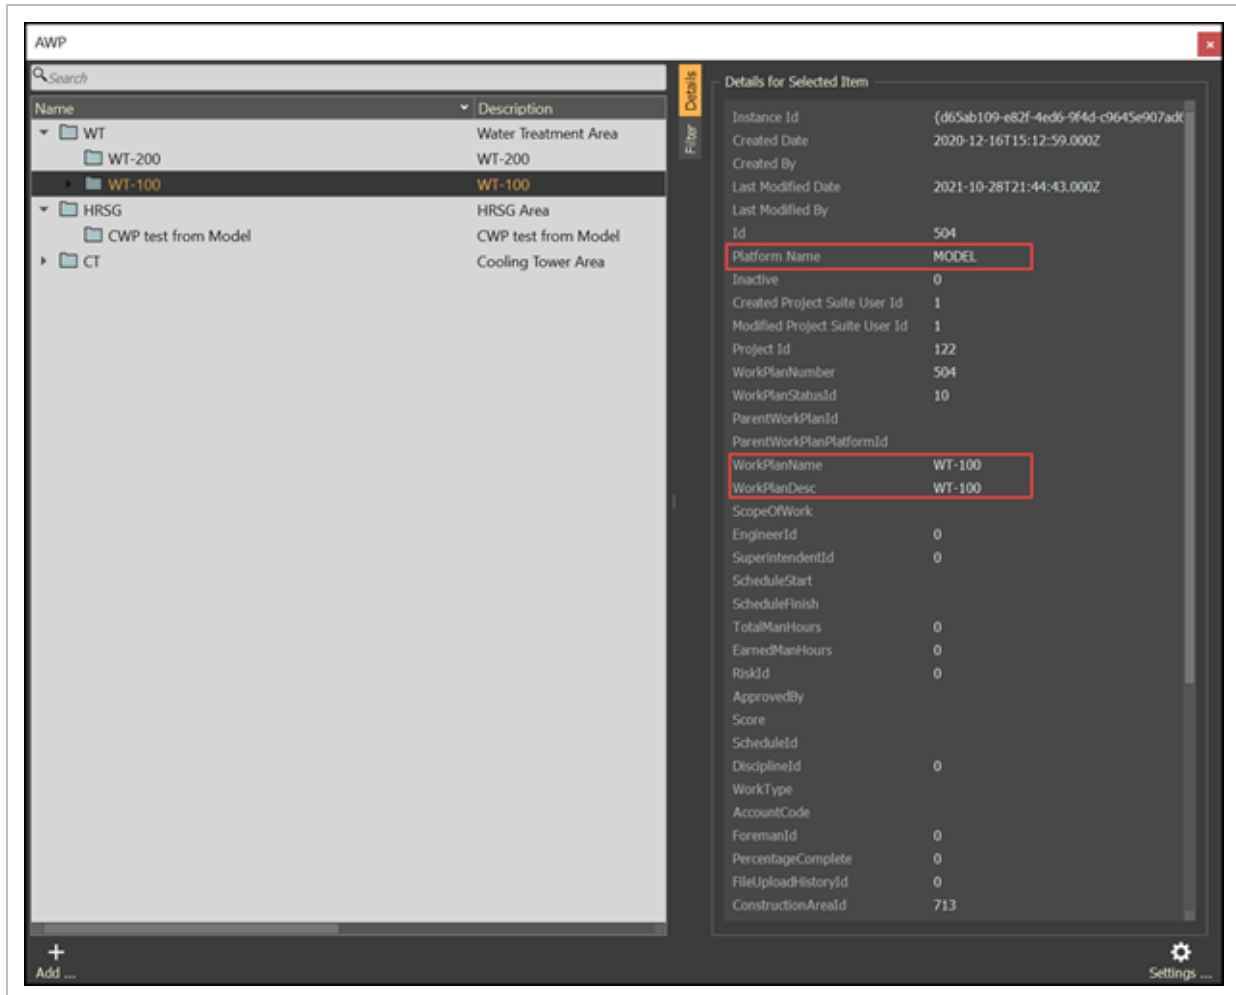 AWP
Search
Name Description
WT Water Treatment Area
WT-200 WT-200
WT-100 WT-100
HRSG HRSG Area
CWP test from Model CWP test from Model
CT Cooling Tower Area
Details
Filter
Details for Selected Item
Instance Id {d65ab109-e82f-4ed6-9f4d-c9645e907ad6
Created Date 2020-12-16T15:12:59.000Z
Created By
Last Modified Date 2021-10-28T21:44:43.000Z
Last Modified By
Id 504
Platform Name MODEL
Inactive 0
Created Project Suite User Id 1
Modified Project Suite User Id 1
Project Id 122
WorkPlanNumber 504
WorkPlanStatusId 10
ParentWorkPlanId
ParentWorkPlanPlatformId
WorkPlanName WT-100
WorkPlanDesc WT-100
ScopeOfWork
EngineerId 0
SuperintendentId 0
ScheduleStart
ScheduleFinish
TotalManHours 0
EarnedManHours 0
RiskId 0
ApprovedBy
Score
ScheduleId
DisciplineId 0
WorkType
AccountCode
ForemanId 0
PercentageComplete 0
FileUploadHistoryId 0
ConstructionAreaId 713
Add ...
Settings ...